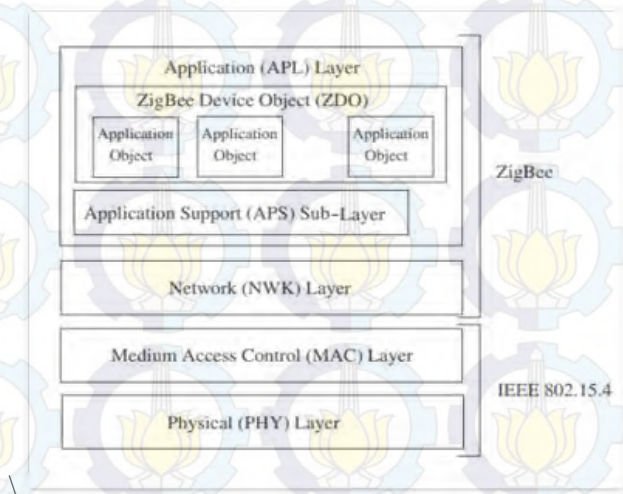 Application (APL) Layer
ZigBee Device Object (ZDO)
Application
Object
Application
Object
Application
Object
Application Support (APS) Sub-Layer
ZigBee
Network (NWK) Layer
Medium Access Control (MAC) Layer
IEEE 802.15.4
Physical (PHY) Layer